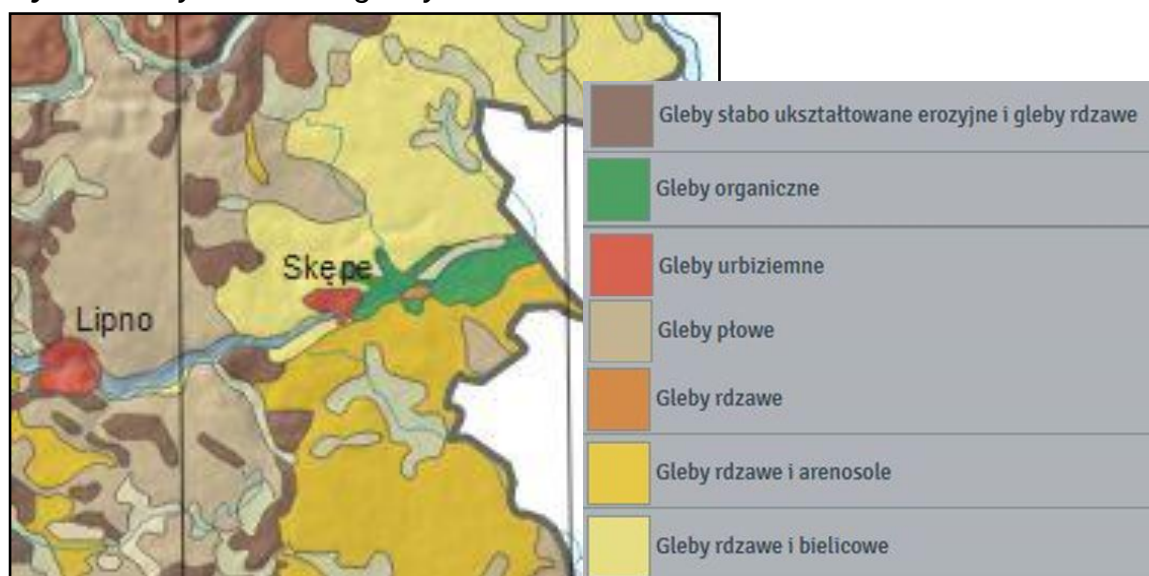 Skępe
Lipno
Gleby słabo ukształtowane erozyjne i gleby rdzawe
Gleby organiczne
Gleby urbiziemne
Gleby płowe
Gleby rdzawe
Gleby rdzawe i arenosole
Gleby rdzawe i bielicowe